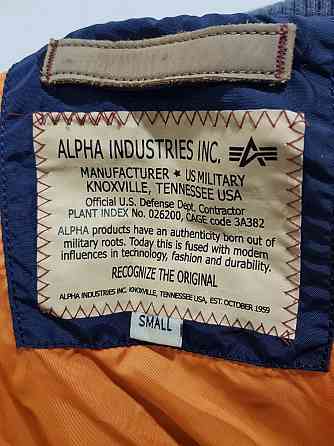 ALPHA INDUSTRIES INC.
MANUFACTURER ★ US MILITARY
KNOXVILLE, TENNESSEE USA
Official U.S. Defense Dept. Contractor
PLANT INDEX No. 026200, CAGE code 3A382
ALPHA products have an authenticity born out of
military roots. Today this is fused with modern
influences in technology, fashion and durability.
RECOGNIZE THE ORIGINAL
ALPHA INDUSTRIES INC. KNOXVILLE, TENNESSEE USA, EST. OCTOBER 1959
SMALL